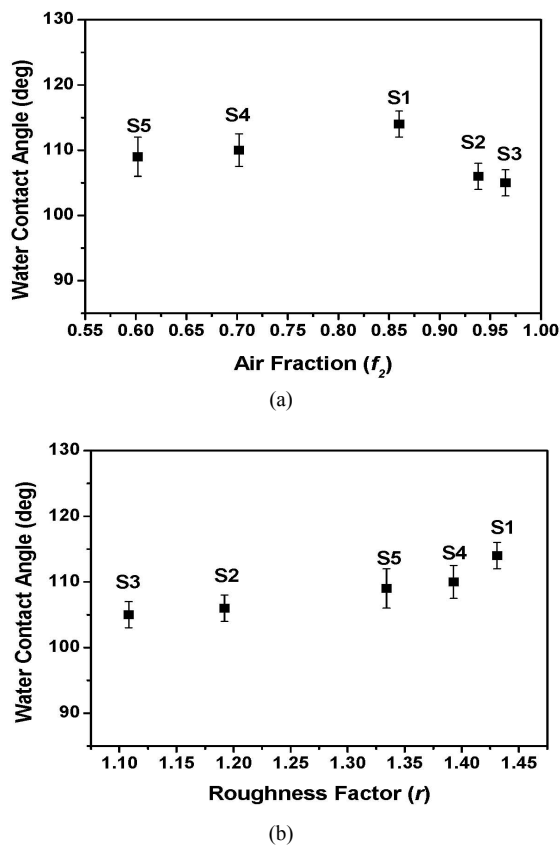 130
120
110
100
90
Water Contact Angle (deg)
S5
S4
S1
S2
S3
0.55 0.60 0.65 0.70 0.75 0.80 0.85 0.90 0.95 1.00
Air Fraction (f2)
(a)
130
120
110
100
90
Water Contact Angle (deg)
S3
S2
S5
S4
S1
1.10 1.15 1.20 1.25 1.30 1.35 1.40 1.45
Roughness Factor (r)
(b)